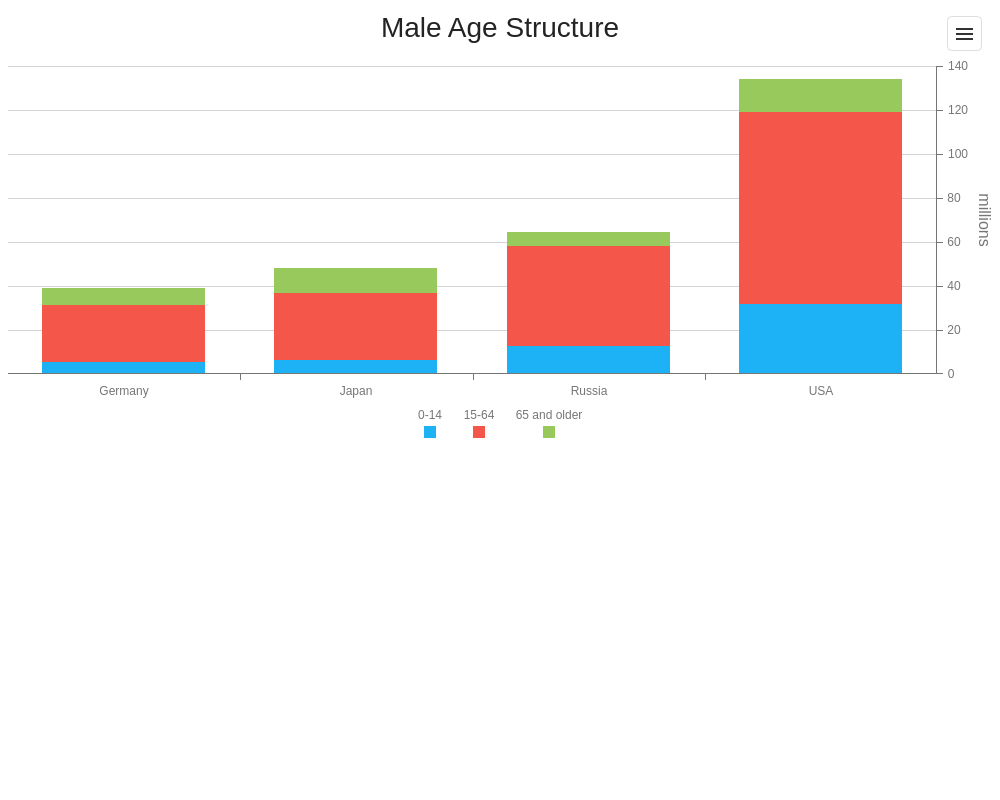 Male Age Structure
140
120
100
80
60
40
20
0
millions
Germany
Japan
Russia
USA
0-14
15-64
65 and older